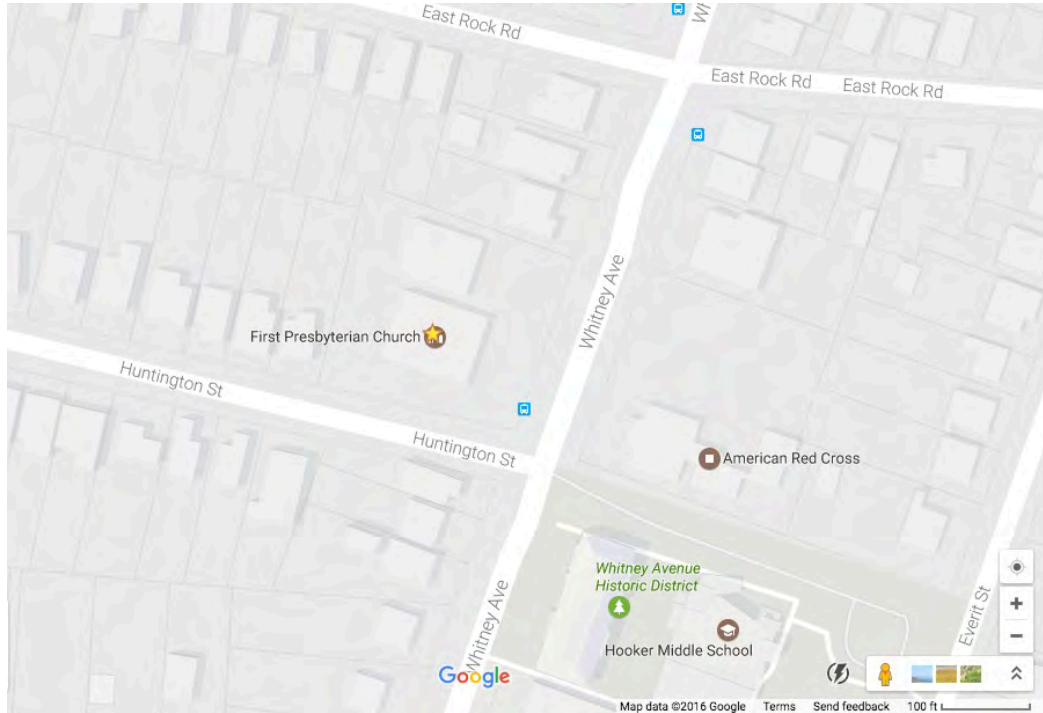 East Rock Rd
Wh
East Rock Rd
East Rock Rd
Whitney Ave
First Presbyterian Church
Huntington St
Huntington St
American Red Cross
Whitney Avenue
Historic District
Hooker Middle School
Whitney Ave
Everit St
Google
Map data ©2016 Google Terms Send feedback 100 ft